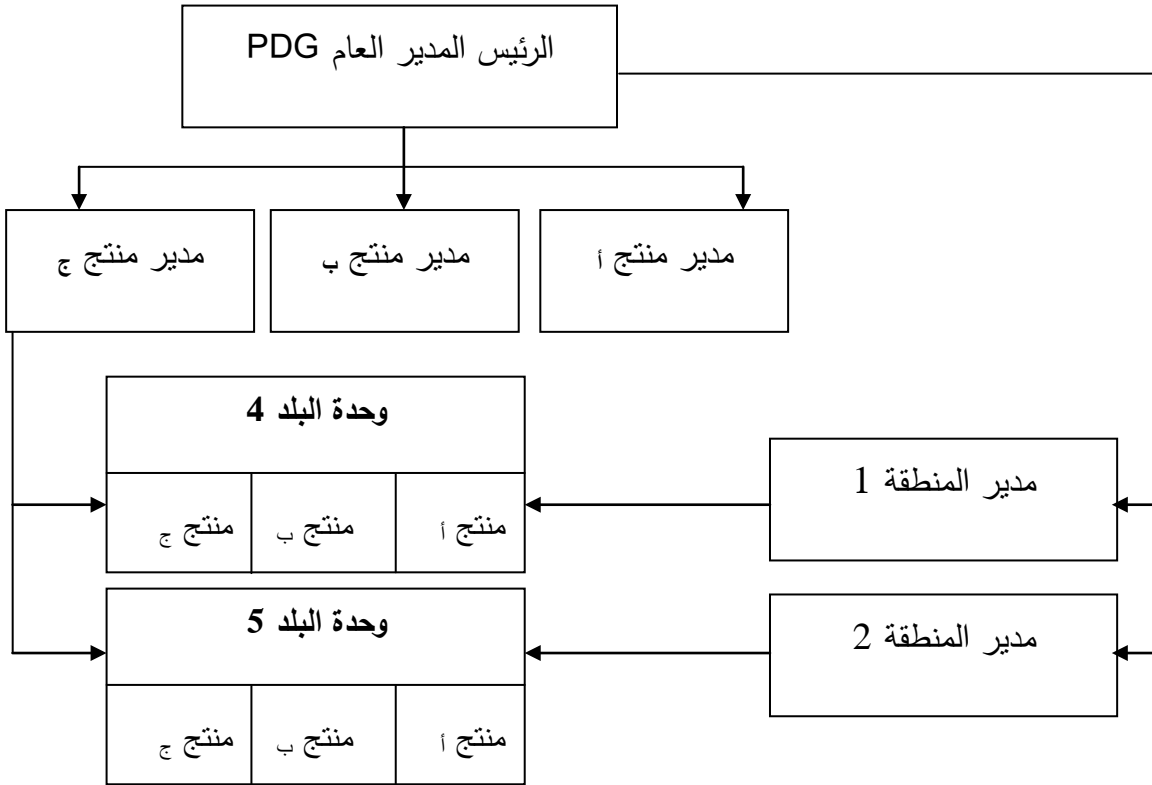 الرئيس المدير العام PDG
مدير منتج أ
مدير منتج ب
مدير منتج ج
وحدة البلد 4
منتج أ
منتج ب
منتج ج
مدير المنطقة 1
وحدة البلد 5
منتج أ
منتج ب
منتج ج
مدير المنطقة 2